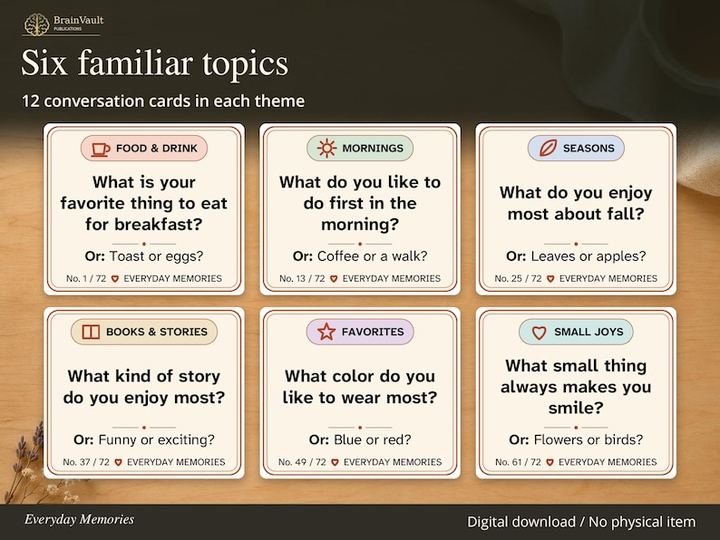 BrainVault
PUBLICATIONS
Six familiar topics
12 conversation cards in each theme
FOOD & DRINK
What is your
favorite thing to eat
for breakfast?
Or: Toast or eggs?
No. 1 / 72 EVERYDAY MEMORIES
MORNINGS
What do you like to
do first in the
morning?
Or: Coffee or a walk?
No. 13 / 72 EVERYDAY MEMORIES
SEASONS
What do you enjoy
most about fall?
Or: Leaves or apples?
No. 25 / 72 EVERYDAY MEMORIES
BOOKS & STORIES
What kind of story
do you enjoy most?
Or: Funny or exciting?
No. 37 / 72 EVERYDAY MEMORIES
FAVORITES
What color do you
like to wear most?
Or: Blue or red?
No. 49 / 72 EVERYDAY MEMORIES
SMALL JOYS
What small thing
always makes you
smile?
Or: Flowers or birds?
No. 61 / 72 EVERYDAY MEMORIES
Everyday Memories
Digital download / No physical item